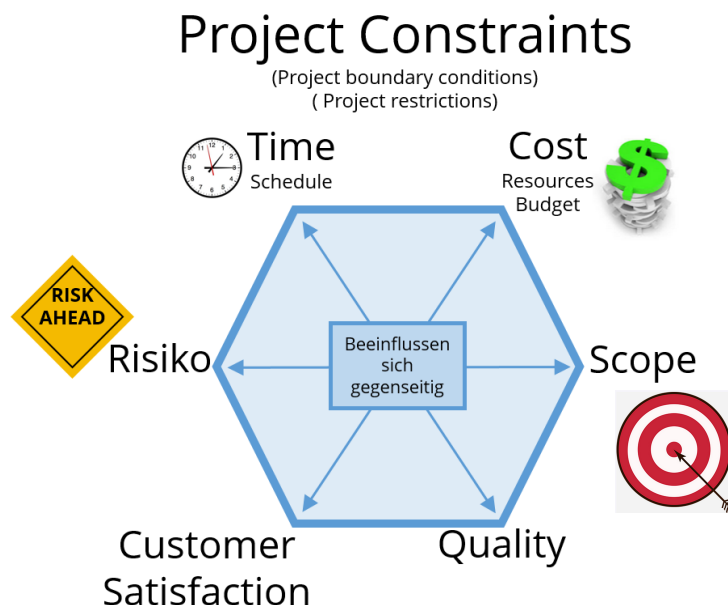 Project Constraints
(Project boundary conditions)
( Project restrictions)
Time
Schedule
Cost
Resources
Budget
RISK
AHEAD
Risiko
Beeinflussen
sich
gegenseitig
Scope
Customer
Satisfaction
Quality